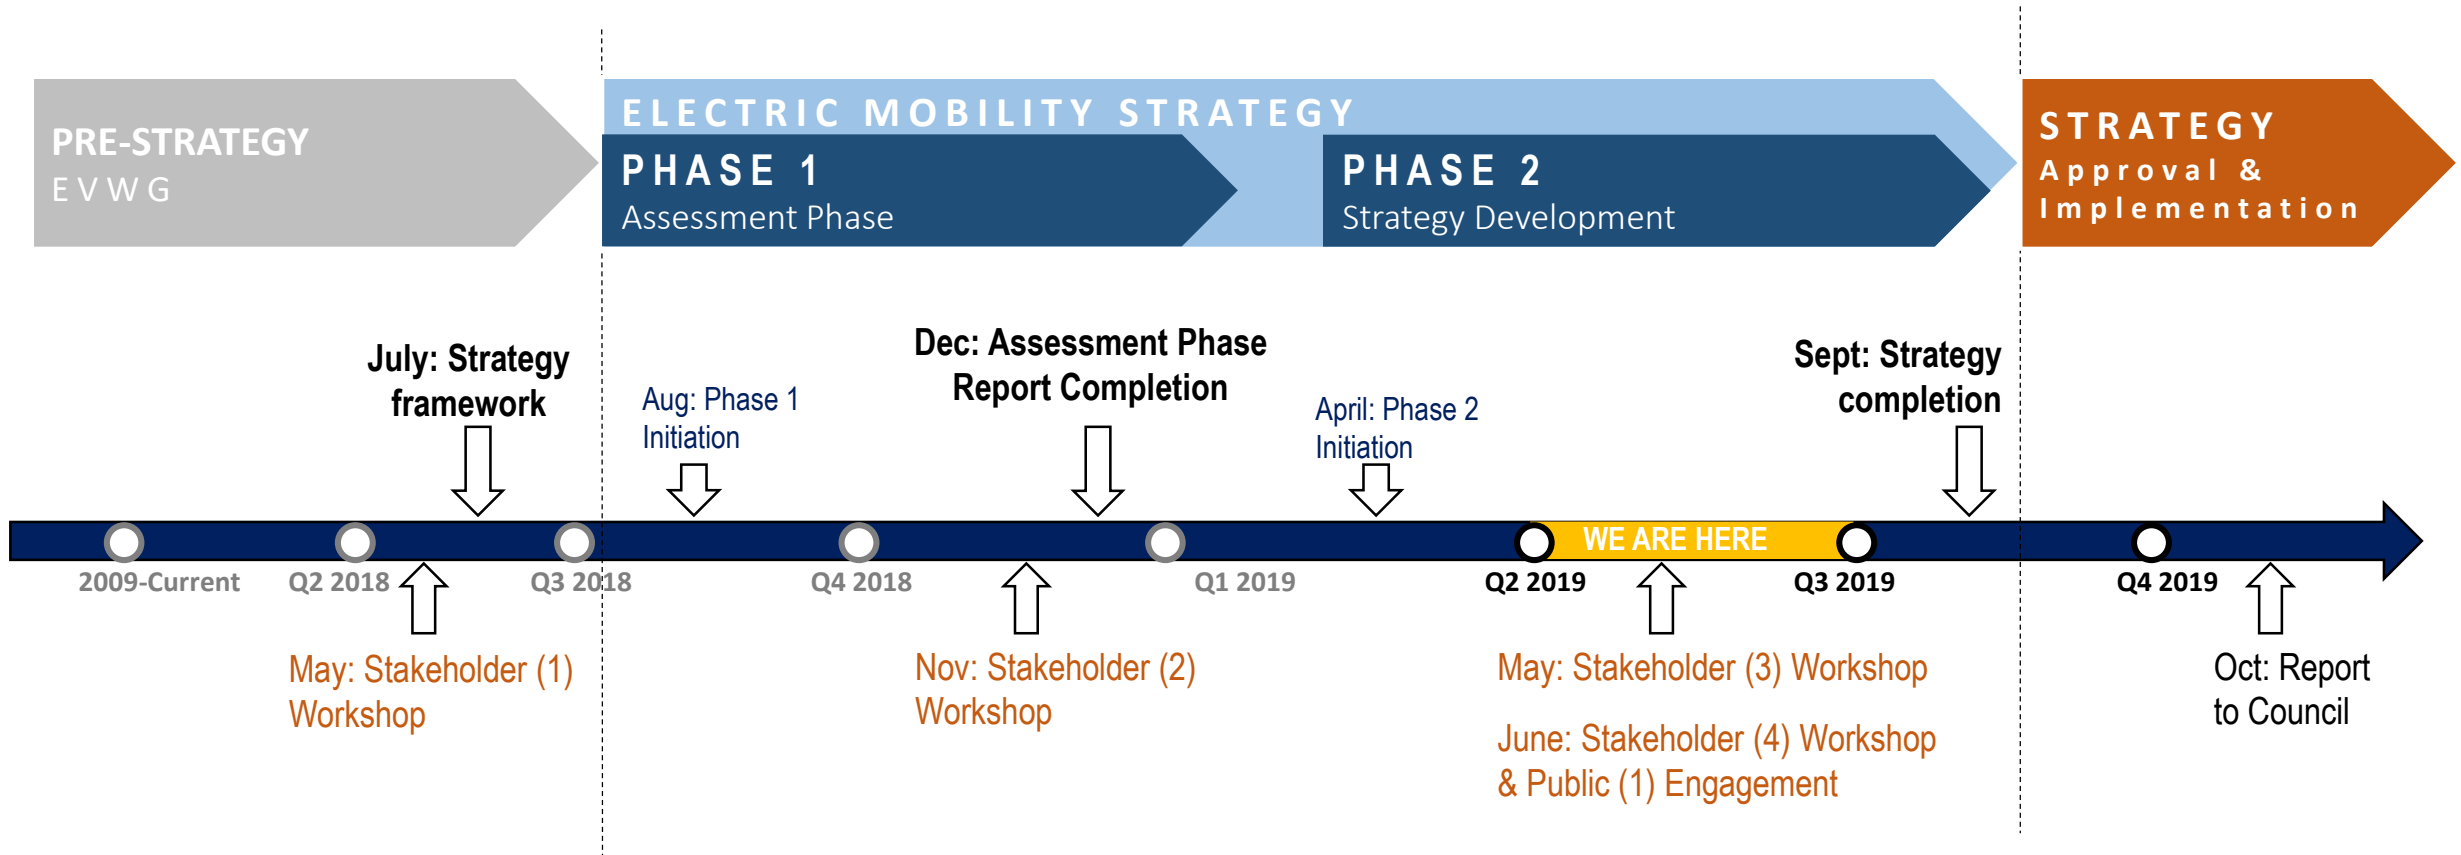 PRE-STRATEGY
EVWG
ELECTRIC MOBILITY STRATEGY
PHASE 1
Assessment Phase
PHASE 2
Strategy Development
STRATEGY
Approval &
Implementation
July: Strategy
framework
Aug: Phase 1
Initiation
Dec: Assessment Phase
Report Completion
April: Phase 2
Initiation
Sept: Strategy
completion
WE ARE HERE
2009-Current
Q2 2018
Q3 2018
Q4 2018
Q1 2019
Q2 2019
Q3 2019
Q4 2019
May: Stakeholder (1)
Workshop
Nov: Stakeholder (2)
Workshop
May: Stakeholder (3) Workshop
June: Stakeholder (4) Workshop
& Public (1) Engagement
Oct: Report
to Council